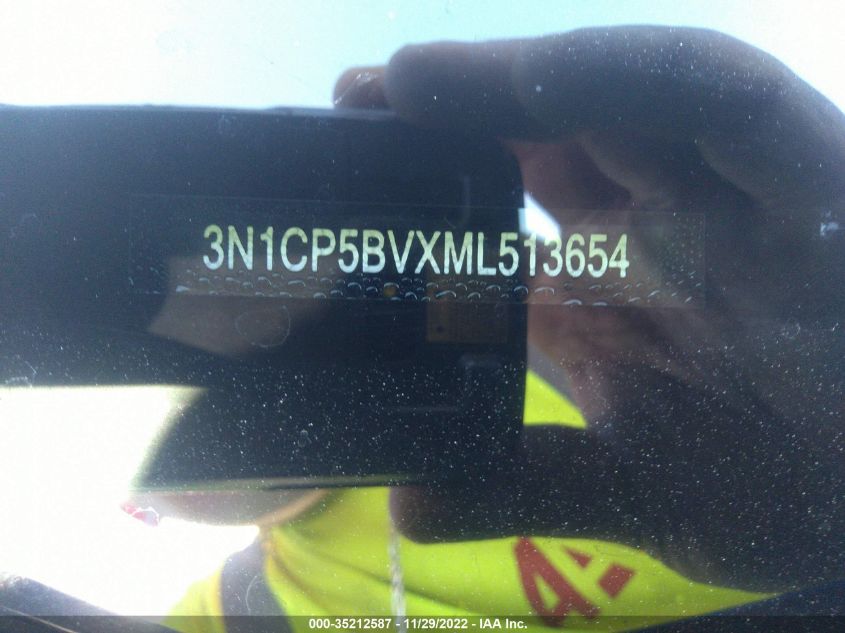 3N1CP5BVXML513654
000-35212587 - 11/29/2022 - IAA Inc.